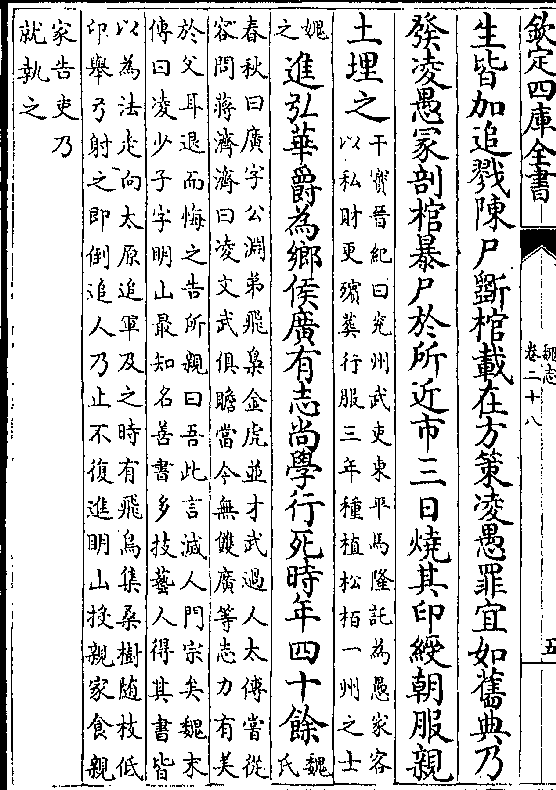 欽定四庫全書
魏志
卷二十八
五
生皆加追戮陳尸斵棺載在方策凌愚罪宜如舊典乃
發凌愚冢剖棺暴尸於所近市三日燒其印綬朝服親
土埋之
干寶晉紀曰兖州武吏東平馬隆託為愚家客
以私財更殯葬行服三年種植松栢一州之士
愧
之
進弘華爵為鄉侯廣有志尚學行死時年四十餘
魏
氏
春秋曰廣字公淵弟飛梟金虎並才武過人太傅嘗從
容問蔣濟濟曰凌文武俱贍當今無雙廣等志力有美
於父耳退而悔之告所親曰吾此言滅人門宗矣魏末
傳曰凌少子字明山最知名善書多技藝人得其書皆
以為法走向太原追軍及之時有飛鳥集桑樹随枝低
卬舉弓射之即倒追人乃止不復進明山投親家食親
家告吏乃
就執之